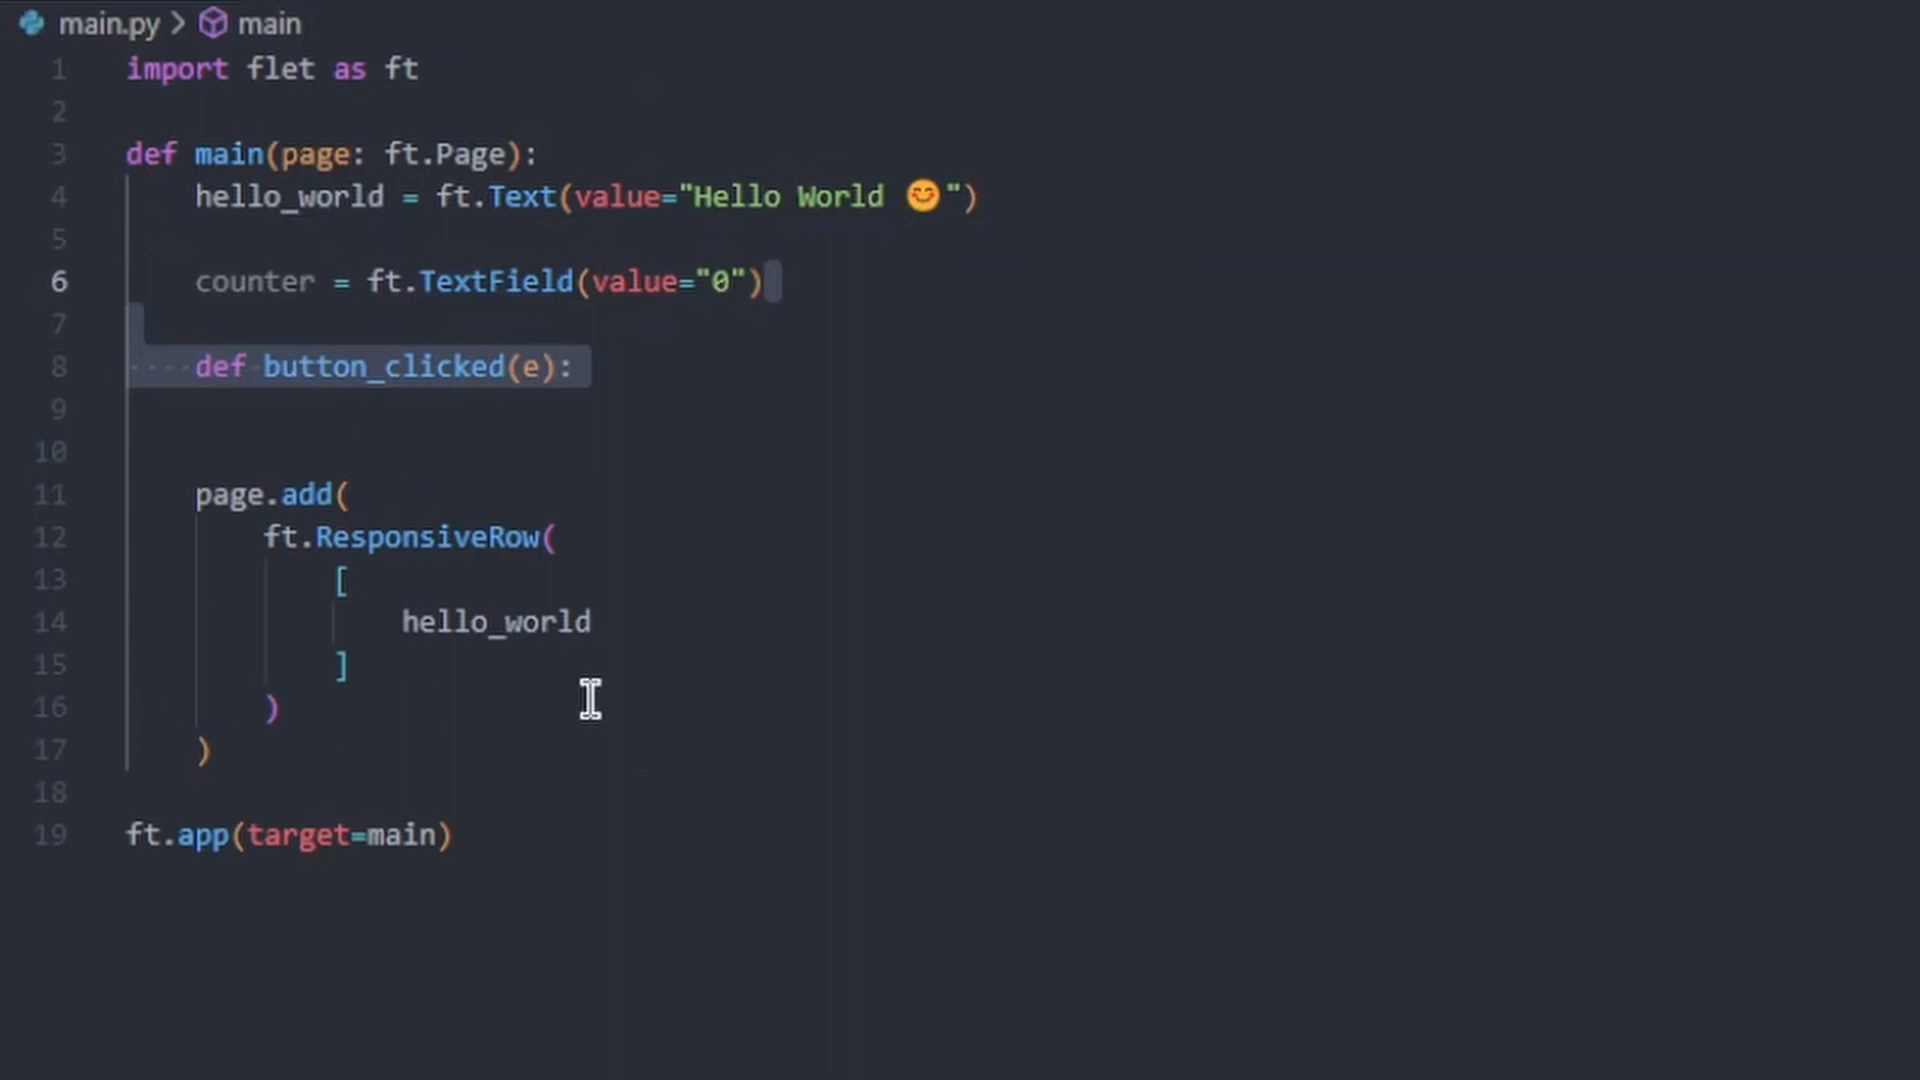 main.py > main
1 import flet as ft
2
3 def main(page: ft.Page):
4     hello_world = ft.Text(value="Hello World 😊")
5
6     counter = ft.TextField(value="0")
7
8     def button_clicked(e):
9
10
11     page.add(
12         ft.ResponsiveRow(
13             [
14                 hello_world
15             ]
16         )
17     )
18
19 ft.app(target=main)